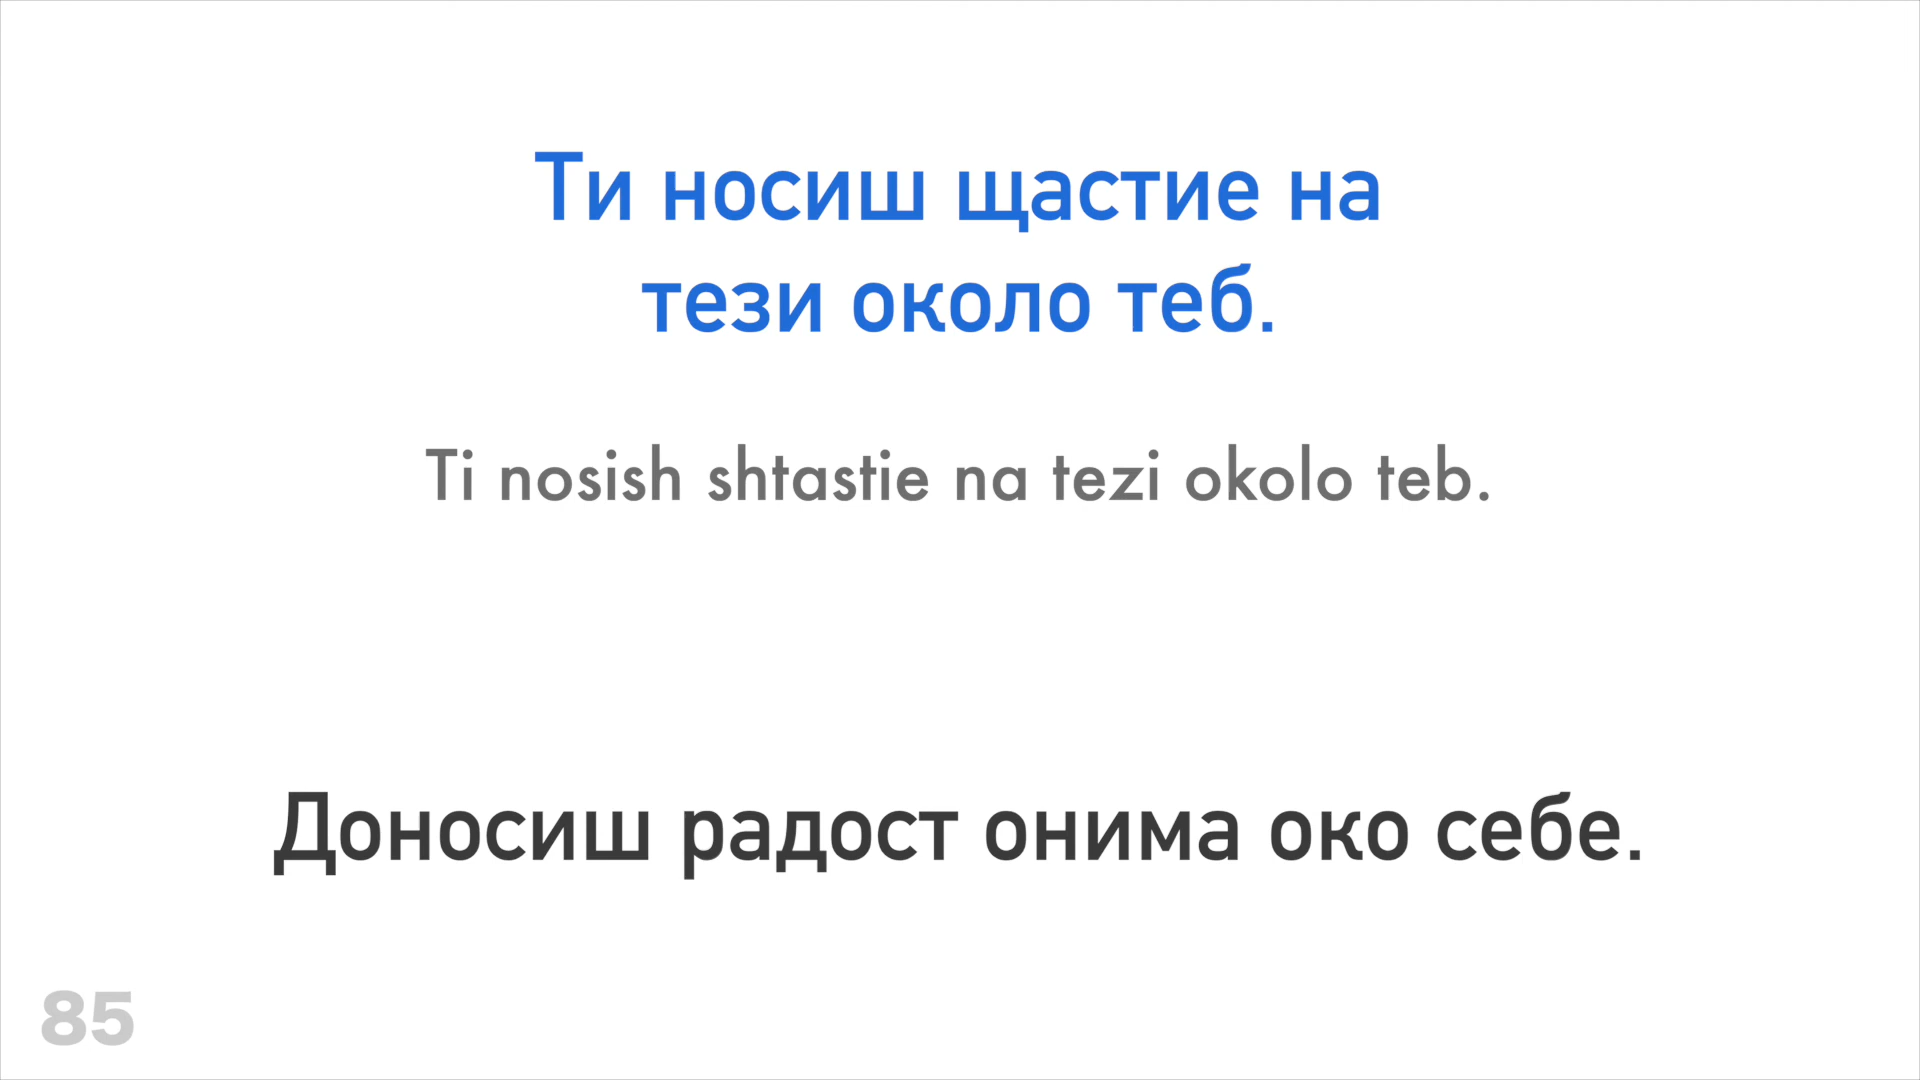 Ти носиш щастие на
тези около теб.
Ti nosish shtastie na tezi okolo teb.
Доносиш радост онима око себе.
85